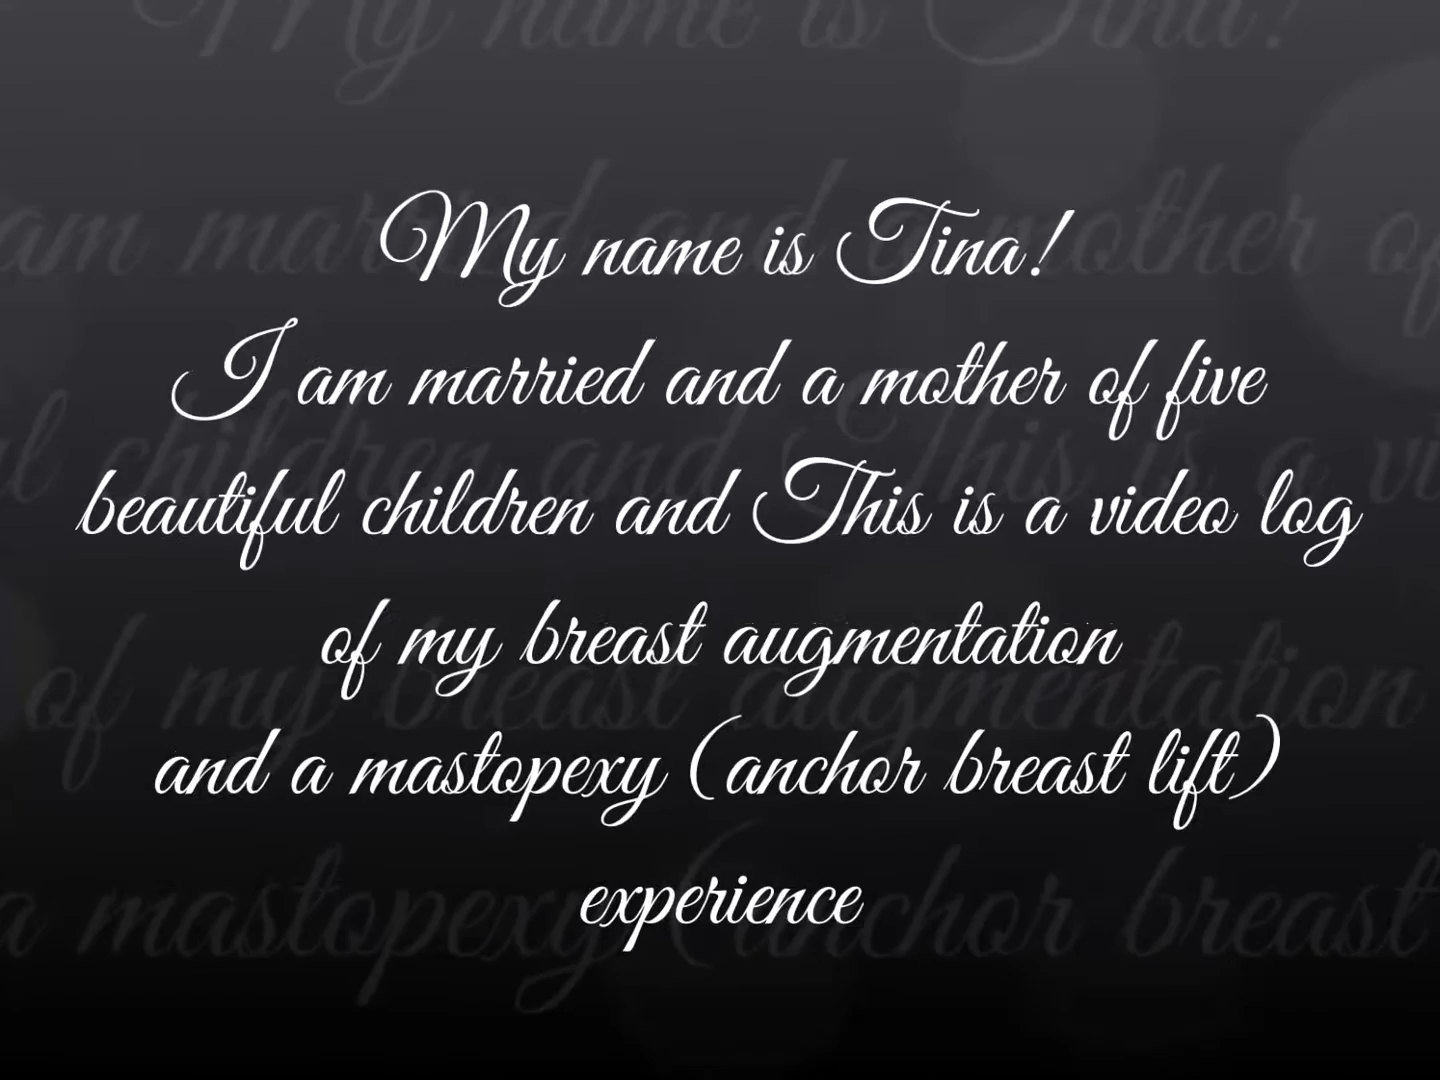 My name is Tina!
I am married and a mother of five
beautiful children and This is a video log
of my breast augmentation
and a mastopexy (anchor breast lift)
experience